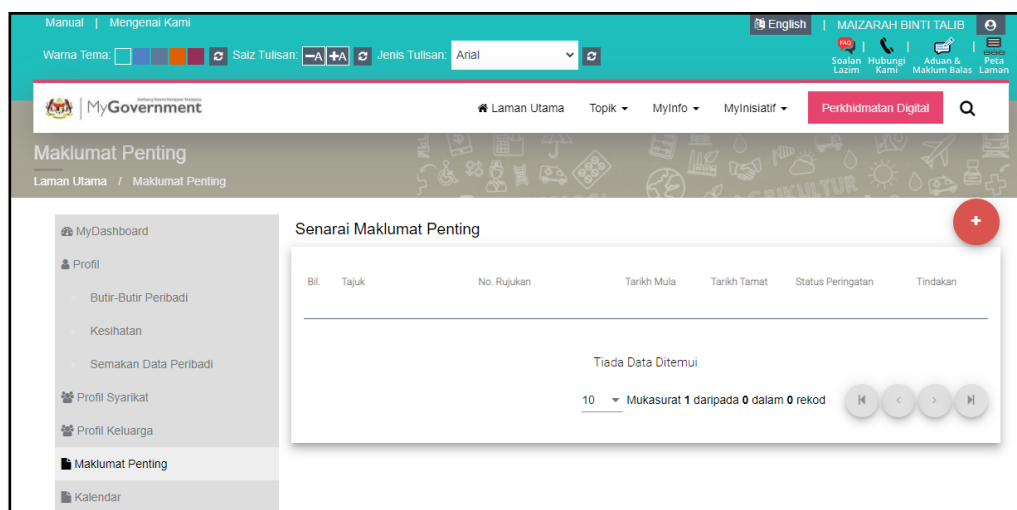 Manual | Mengenai Kami
English | MAIZARAH BINTI TALIB
Warna Tema: Saiz Tulisan: -A +A Jenis Tulisan: Arial
FAQ
Soalan Lazim | Hubungi Kami | Aduan & Maklum Balas | Peta Laman
MyGovernment
Laman Utama Topik MyInfo MyInisiatif Perkhidmatan Digital
Maklumat Penting
Laman Utama / Maklumat Penting
AGRIKULTUR
MyDashboard
Profil
Butir-Butir Peribadi
Kesihatan
Semakan Data Peribadi
Profil Syarikat
Profil Keluarga
Maklumat Penting
Kalendar
Senarai Maklumat Penting
+
Bil. Tajuk No. Rujukan Tarikh Mula Tarikh Tamat Status Peringatan Tindakan
Tiada Data Ditemui
10 Mukasurat 1 daripada 0 dalam 0 rekod